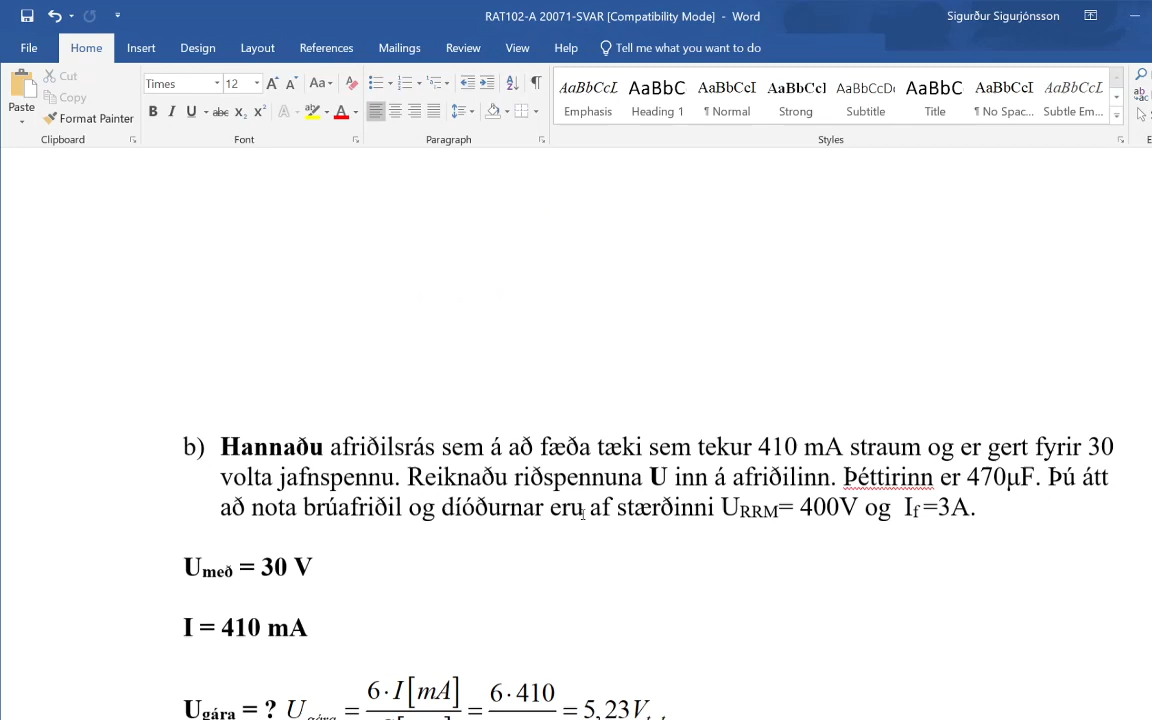 RAT102-A 20071-SVAR [Compatibility Mode] - Word
Sigurður Sigurjónsson
File Home Insert Design Layout References Mailings Review View Help Tell me what you want to do
Paste
Cut
Copy
Format Painter
Clipboard
Times 12
Aa
B I U abc X₂ X² A A
Font
Paragraph
AaBbCcL AaBbC AaBbCcI AaBbCcl AaBbCcDc AaBbC AaBbCcI AaBbCcL
Emphasis Heading 1 ¶ Normal Strong Subtitle Title ¶ No Spac... Subtle Em...
Styles
b) Hannaðu afriðilsrás sem á að fæða tæki sem tekur 410 mA straum og er gert fyrir 30
volta jafnspennu. Reiknaðu riðspennuna U inn á afriðilinn. Þéttirinn er 470μF. Þú átt
að nota brúafriðil og díóðurnar eru af stærðinni URRM= 400V og If=3A.
Umeð = 30 V
I = 410 mA
Ugára = ? Ugára = 6·I[mA] = 6·410 = 5,23V